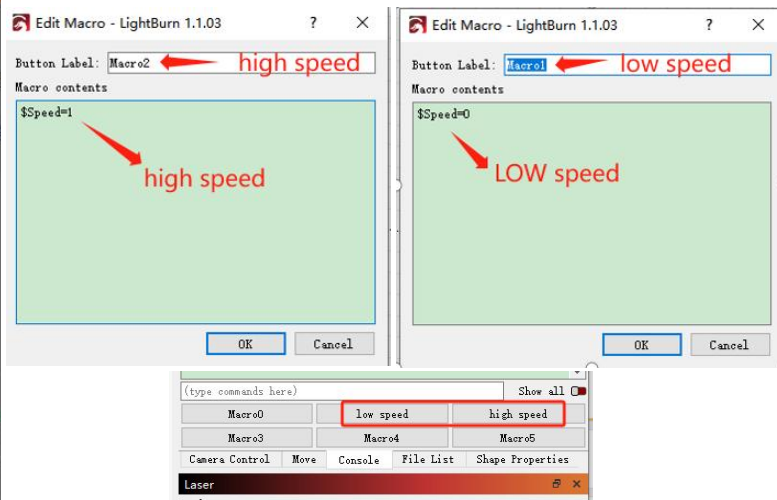 Edit Macro - LightBurn 1.1.03 ? ×
Button Label: Macro2 high speed
Macro contents
$Speed=1
high speed
OK Cancel
Edit Macro - LightBurn 1.1.03 ? ×
Button Label: Macro1 low speed
Macro contents
$Speed=0
LOW speed
OK Cancel
(type commands here) Show all
Macro0 low speed high speed
Macro3 Macro4 Macro5
Camera Control Move Console File List Shape Properties
Laser